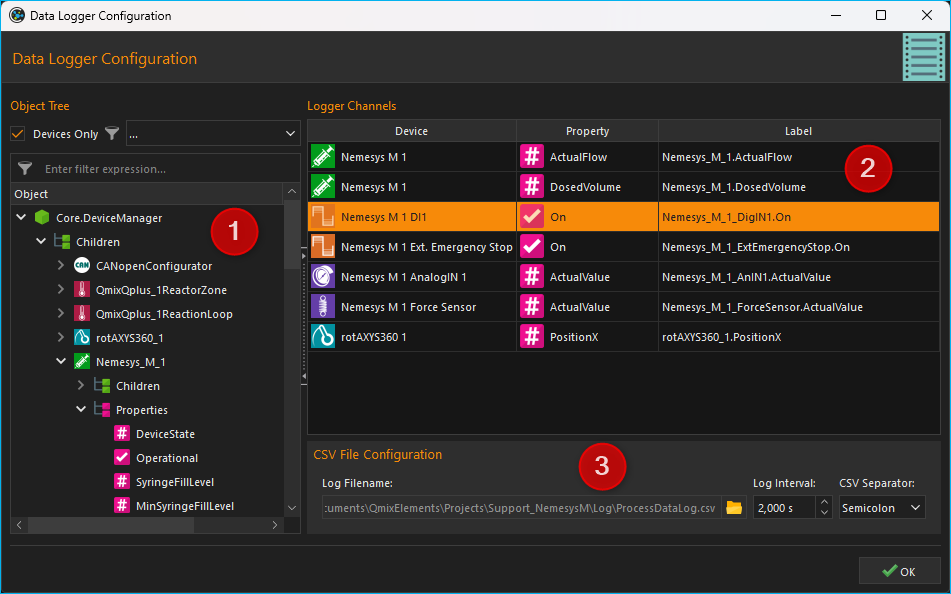 Data Logger Configuration
Data Logger Configuration
Object Tree
Devices Only
...
Enter filter expression...
Object
Core.DeviceManager
1
Children
CAN CANopenConfigurator
QmixQplus_1ReactorZone
QmixQplus_1ReactionLoop
rotAXYS360_1
Nemesys_M_1
Children
Properties
# DeviceState
Operational
# SyringeFillLevel
# MinSyringeFillLevel
Logger Channels
Device Property Label
Nemesys M 1 # ActualFlow Nemesys_M_1.ActualFlow
2
Nemesys M 1 # DosedVolume Nemesys_M_1.DosedVolume
Nemesys M 1 DI1 On Nemesys_M_1_DigIN1.On
Nemesys M 1 Ext. Emergency Stop On Nemesys_M_1_ExtEmergencyStop.On
Nemesys M 1 AnalogIN 1 # ActualValue Nemesys_M_1_AnIN1.ActualValue
Nemesys M 1 Force Sensor # ActualValue Nemesys_M_1_ForceSensor.ActualValue
rotAXYS360 1 # PositionX rotAXYS360_1.PositionX
CSV File Configuration
3
Log Filename: Log Interval: CSV Separator:
:uments\QmixElements\Projects\Support_NemesysM\Log\ProcessDataLog.csv 2,000 s Semicolon
OK